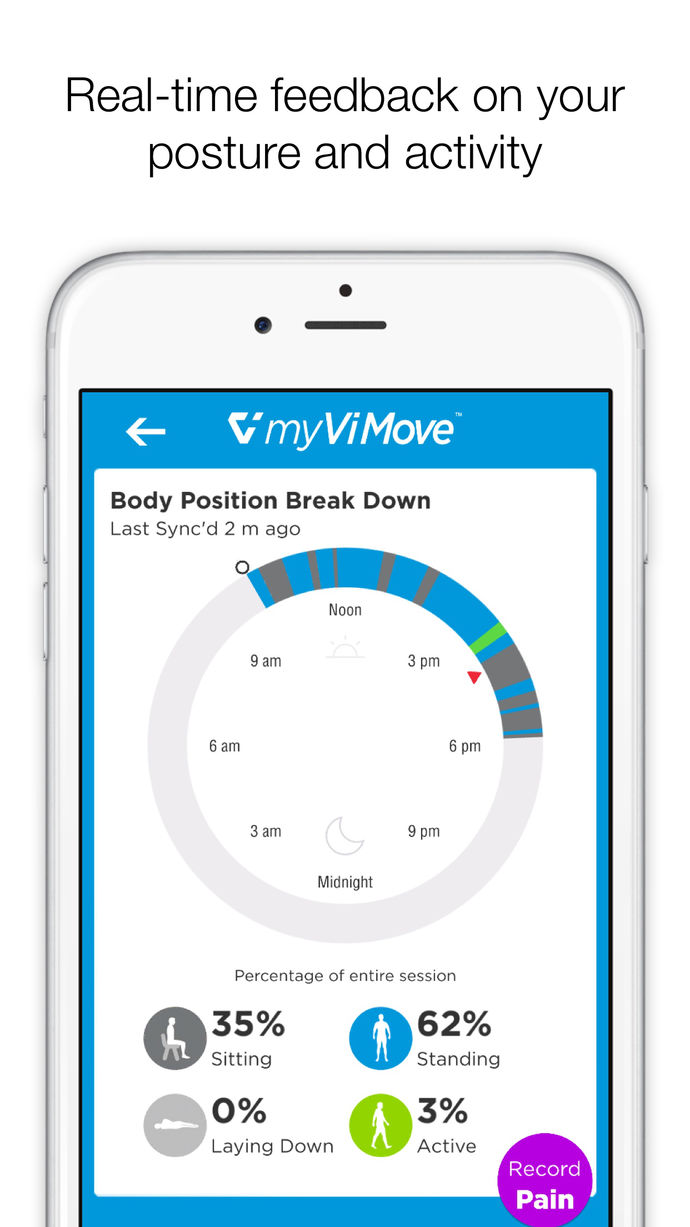 Real-time feedback on your
posture and activity
myViMove™
Body Position Break Down
Last Sync'd 2 m ago
Noon
9 am
3 pm
6 am
6 pm
3 am
9 pm
Midnight
Percentage of entire session
35%
Sitting
62%
Standing
0%
Laying Down
3%
Active
Record
Pain